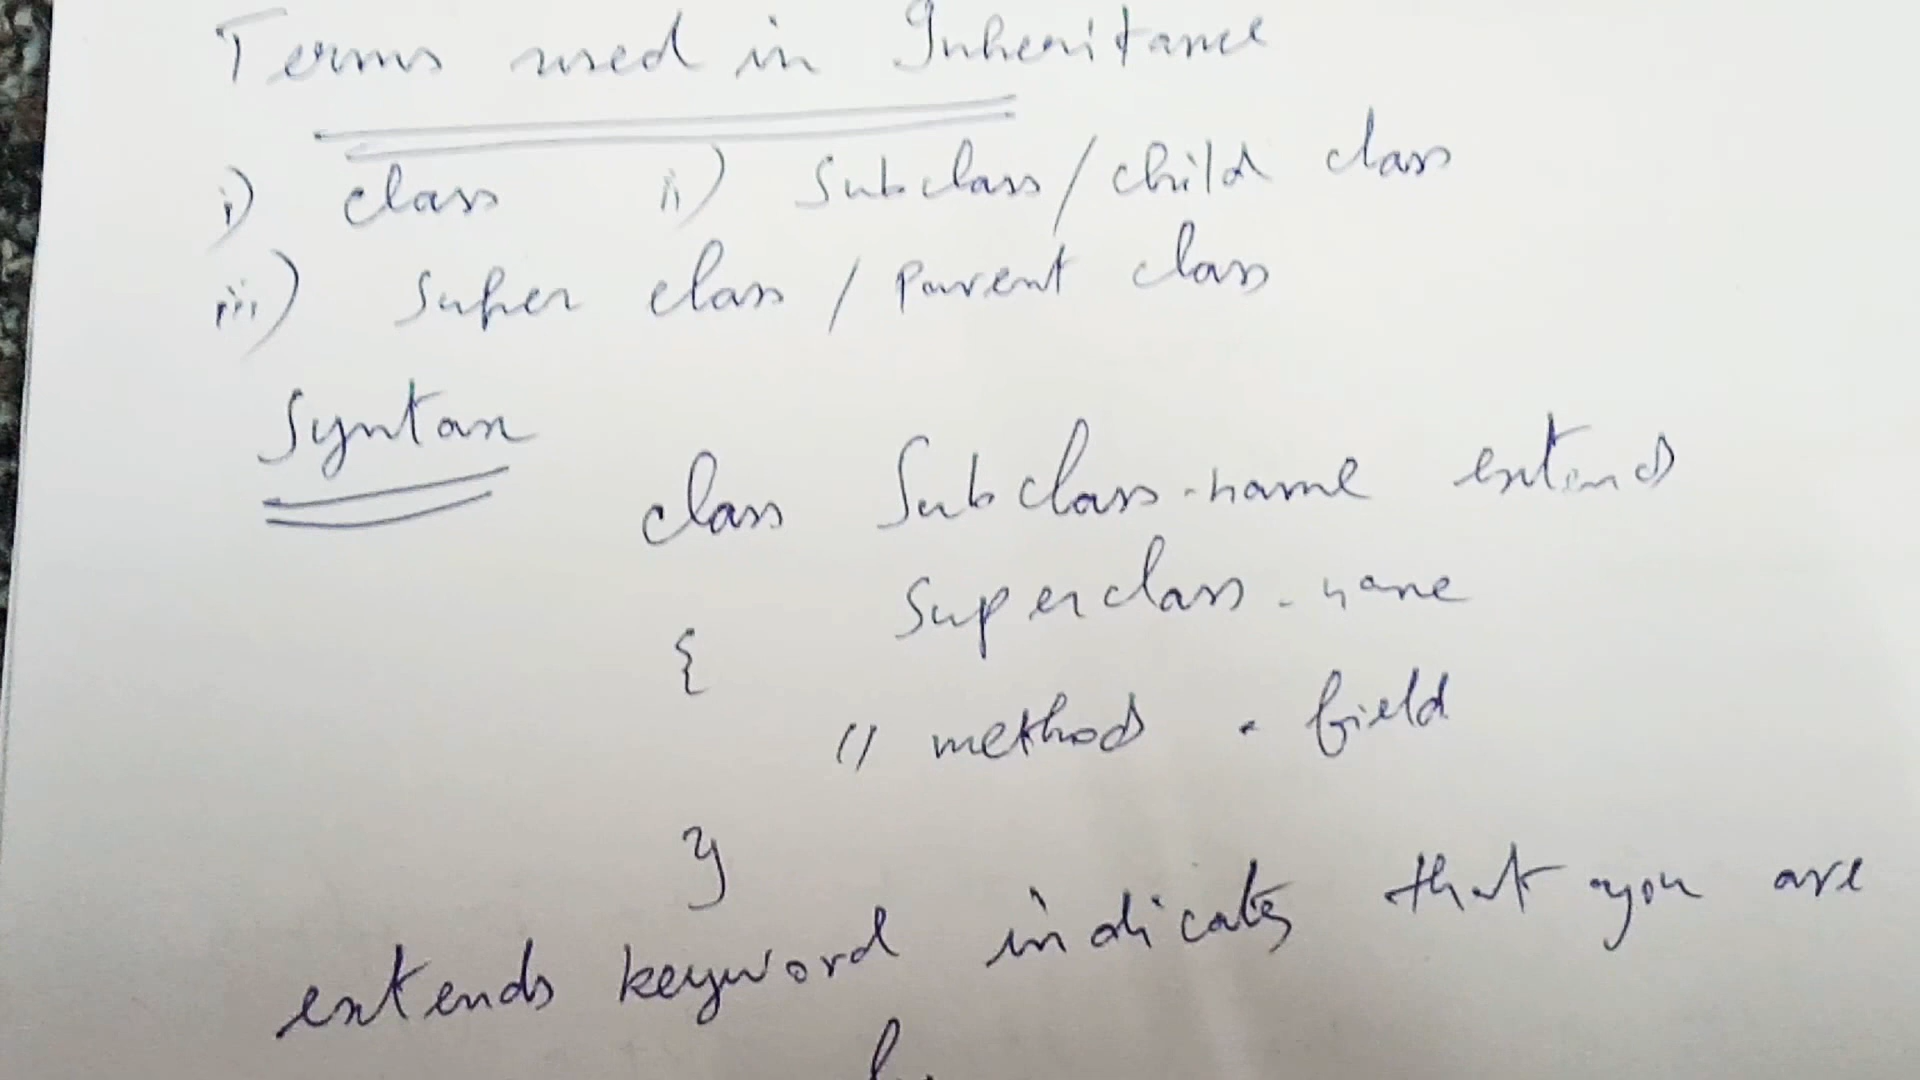 Terms used in Inheritance
i) class ii) Subclass/child class
iii) Super class / Parent class
Syntax
class Subclass-name extends
Superclass-name
{
// methods - field
}
extends keyword indicates that you are